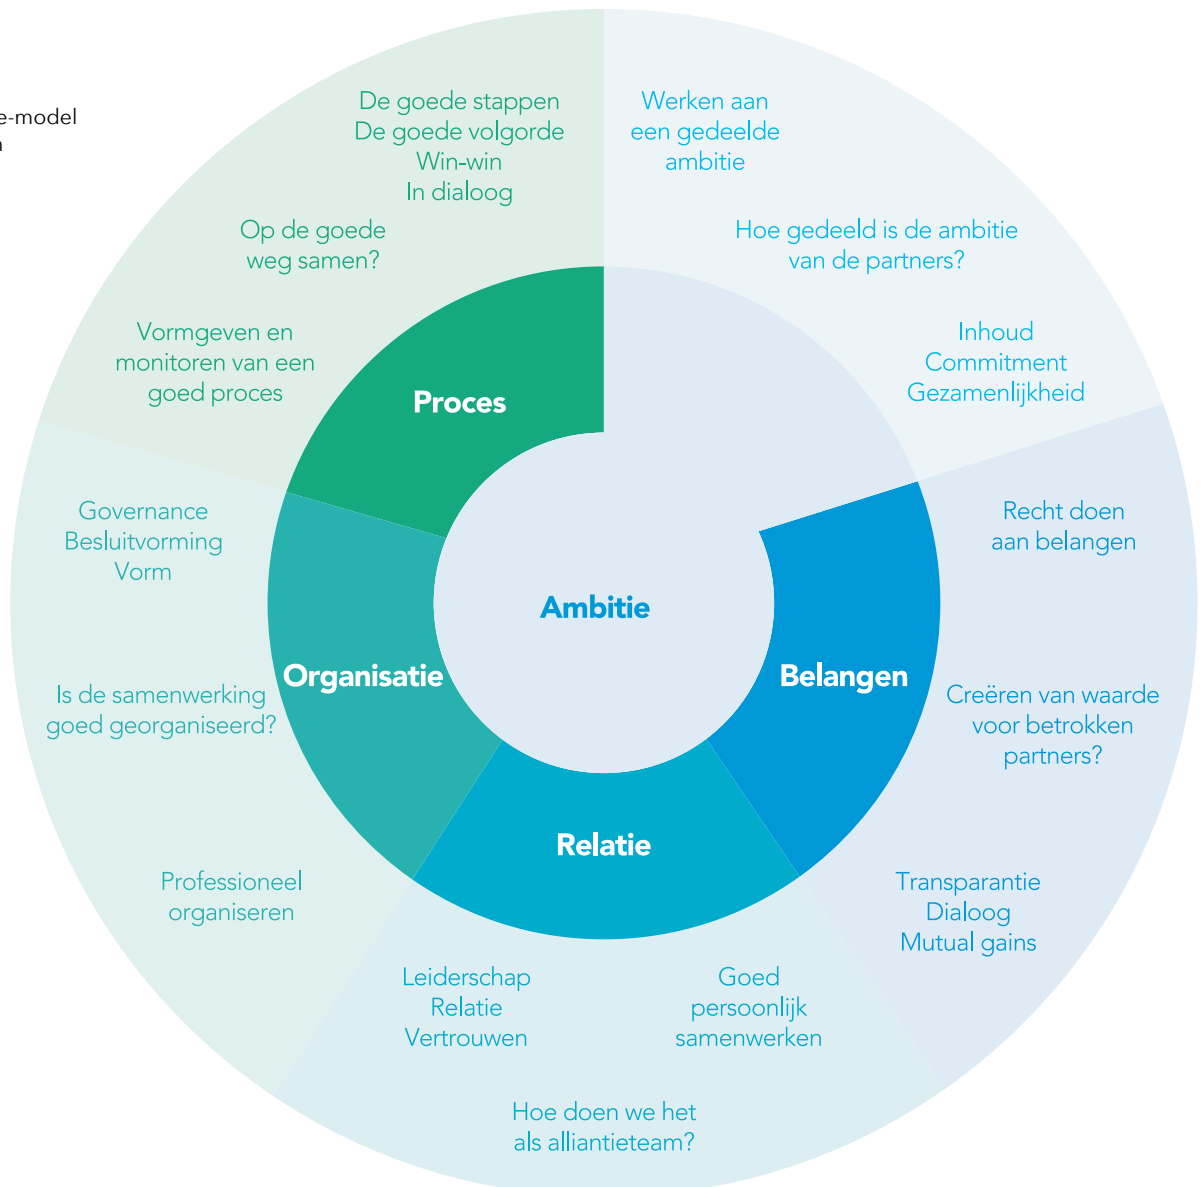 e-model
De goede stappen
De goede volgorde
Win-win
In dialoog
Op de goede
weg samen?
Vormgeven en
monitoren van een
goed proces
Proces
Werken aan
een gedeelde
ambitie
Hoe gedeeld is de ambitie
van de partners?
Inhoud
Commitment
Gezamenlijkheid
Ambitie
Recht doen
aan belangen
Creëren van waarde
voor betrokken
partners?
Transparantie
Dialoog
Mutual gains
Belangen
Goed
persoonlijk
samenwerken
Hoe doen we het
als alliantieteam?
Leiderschap
Relatie
Vertrouwen
Relatie
Professioneel
organiseren
Is de samenwerking
goed georganiseerd?
Governance
Besluitvorming
Vorm
Organisatie